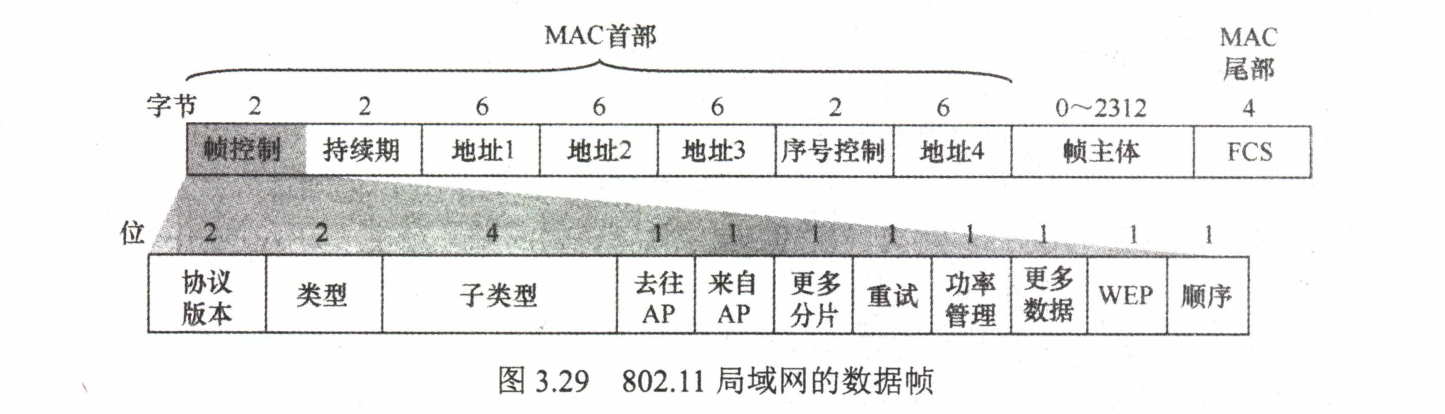 MAC首部
MAC
尾部
字节 2 2 6 6 6 2 6 0～2312 4
帧控制 持续期 地址1 地址2 地址3 序号控制 地址4 帧主体 FCS
位 2 2 4 1 1 1 1 1 1 1 1
协议版本 类型 子类型 去往AP 来自AP 更多分片 重试 功率管理 更多数据 WEP 顺序
图 3.29 802.11 局域网的数据帧